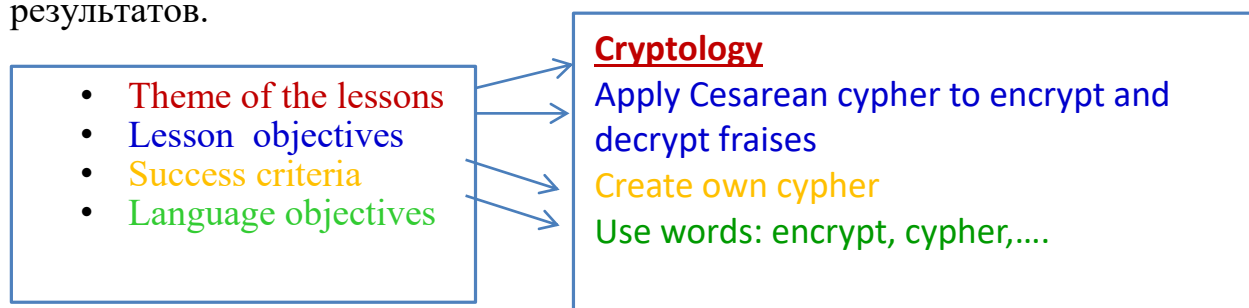 результатов.
• Theme of the lessons
• Lesson objectives
• Success criteria
• Language objectives
Cryptology
Apply Cesarean cypher to encrypt and
decrypt fraises
Create own cypher
Use words: encrypt, cypher,….